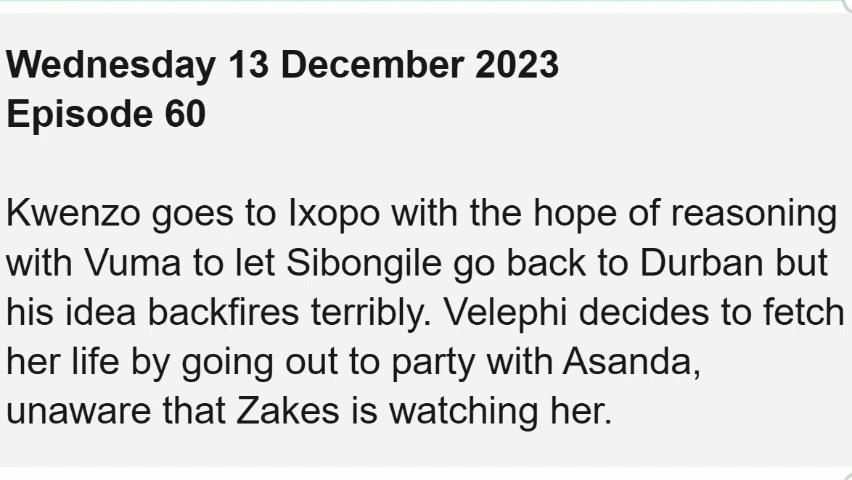 Wednesday 13 December 2023
Episode 60
Kwenzo goes to Ixopo with the hope of reasoning
with Vuma to let Sibongile go back to Durban but
his idea backfires terribly. Velephi decides to fetch
her life by going out to party with Asanda,
unaware that Zakes is watching her.